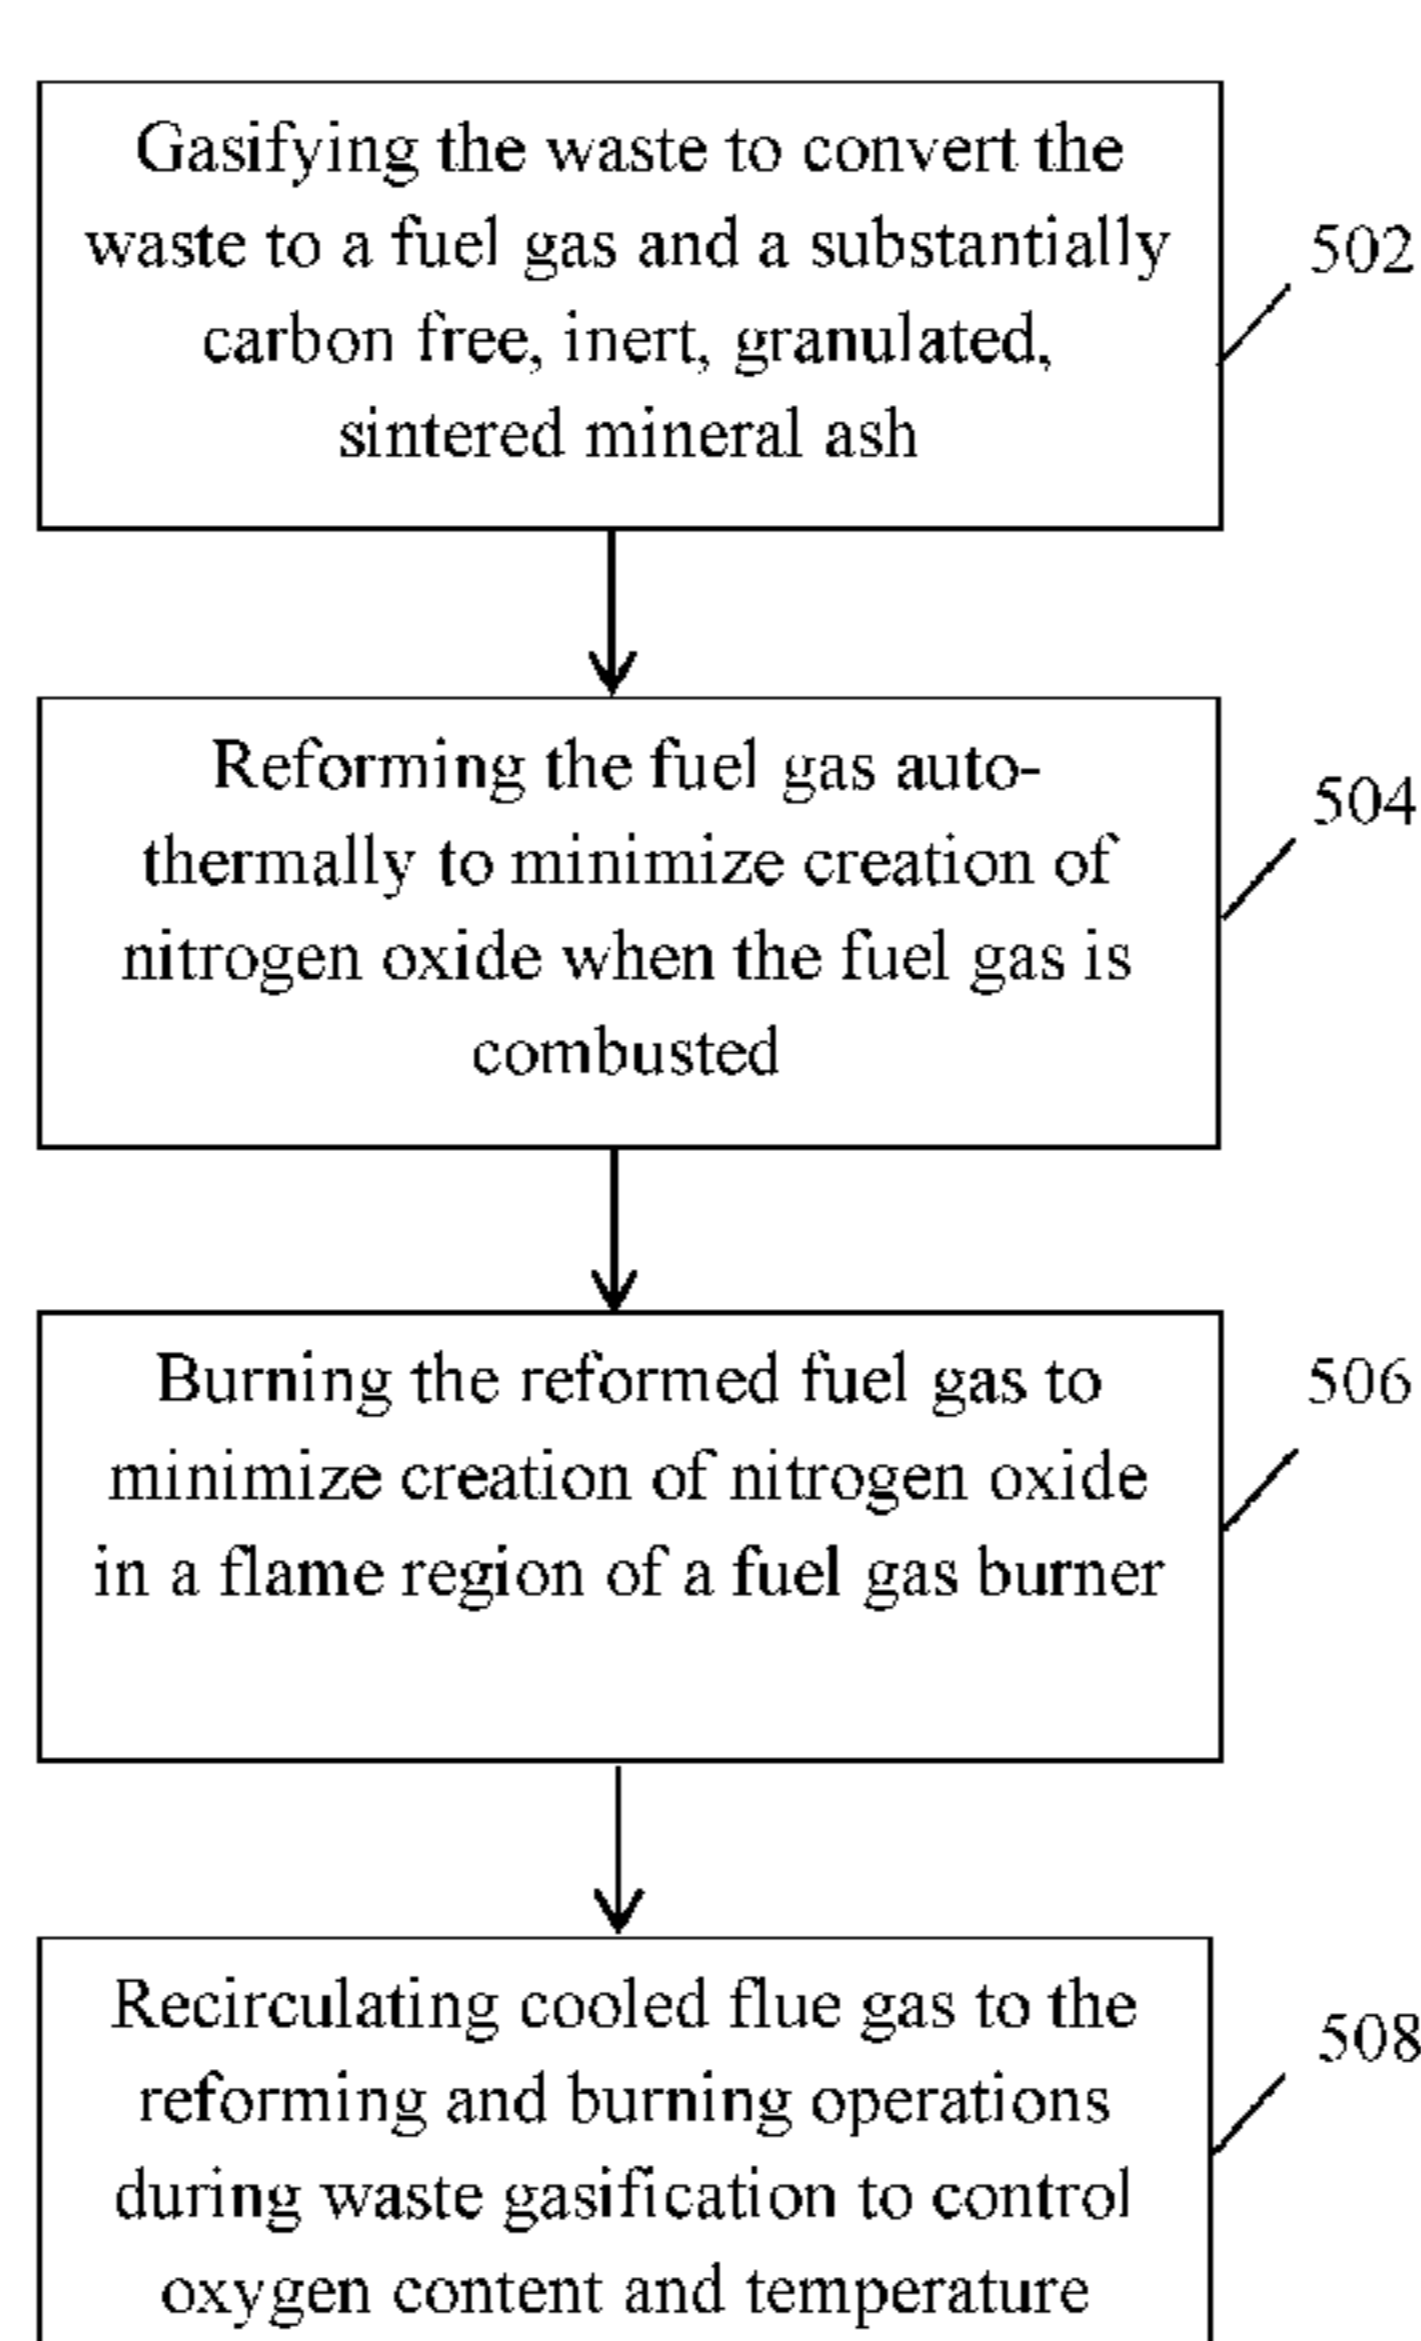 Gasifying the waste to convert the
waste to a fuel gas and a substantially
carbon free, inert, granulated,
sintered mineral ash
502
Reforming the fuel gas auto-
thermally to minimize creation of
nitrogen oxide when the fuel gas is
combusted
504
Burning the reformed fuel gas to
minimize creation of nitrogen oxide
in a flame region of a fuel gas burner
506
Recirculating cooled flue gas to the
reforming and burning operations
during waste gasification to control
oxygen content and temperature
508